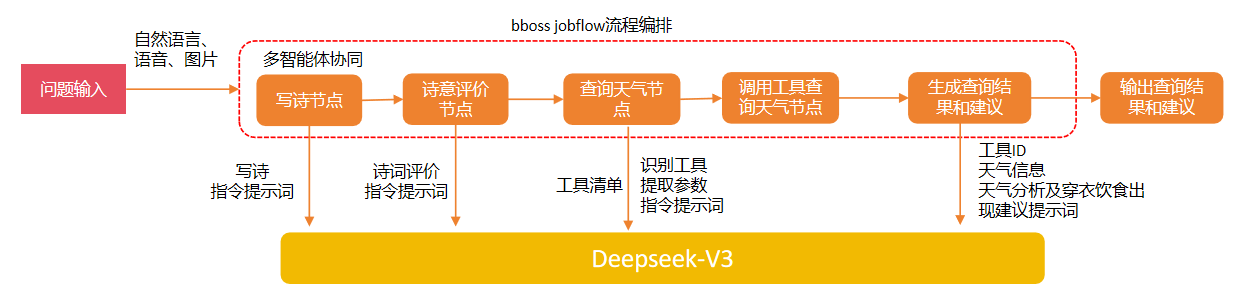 bboss jobflow流程编排
自然语言、
语音、图片
多智能体协同
问题输入
写诗节点
诗意评价
节点
查询天气节
点
调用工具查
询天气节点
生成查询结
果和建议
输出查询结
果和建议
写诗
指令提示词
诗词评价
指令提示词
工具清单
识别工具
提取参数
指令提示词
工具ID
天气信息
天气分析及穿衣饮食出
现建议提示词
Deepseek-V3